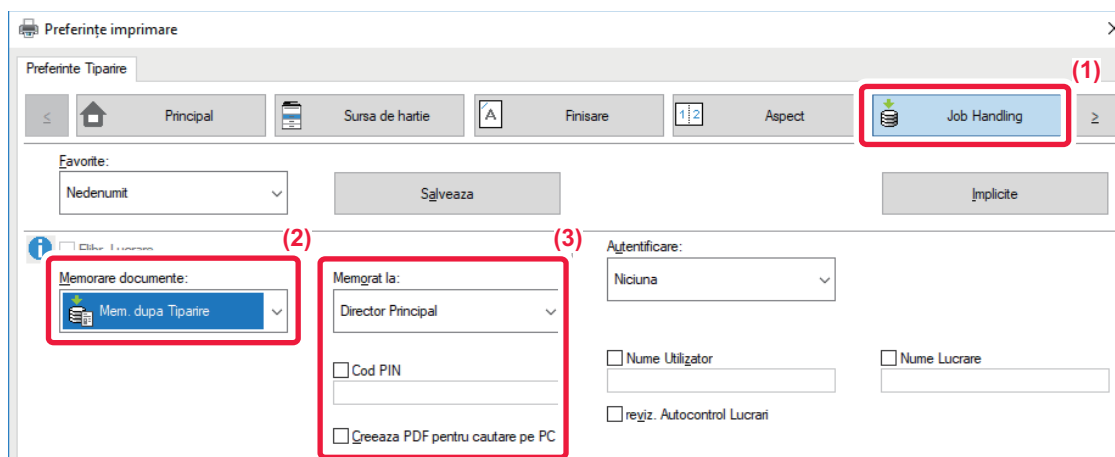 Preferințe imprimare
Preferinte Tiparire
(1)
< Principal Sursa de hartie Finisare 1 2 Aspect Job Handling >
Favorite:
Nedenumit Salveaza Implicite
(2) (3)
Memorare documente: Memorat la: Autentificare:
Mem. dupa Tiparire Director Principal Niciuna
Cod PIN Nume Utilizator Nume Lucrare
reviz. Autocontrol Lucrari
Creeaza PDF pentru cautare pe PC